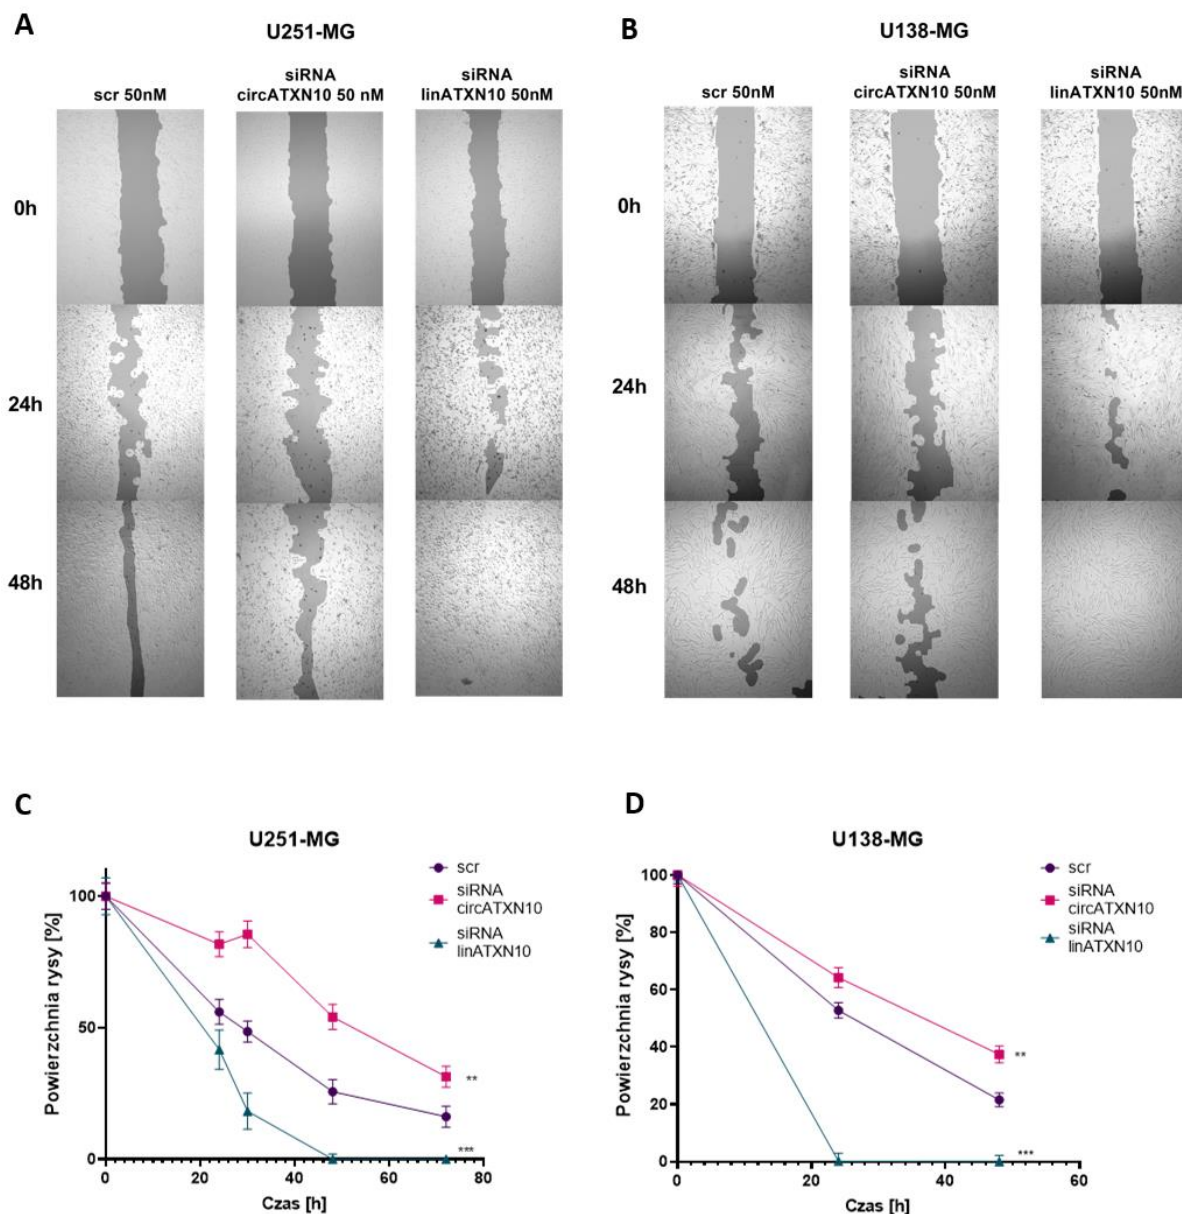 A
U251-MG
scr 50nM
siRNA
circATXN10 50 nM
siRNA
linATXN10 50nM
0h
24h
48h
B
U138-MG
scr 50nM
siRNA
circATXN10 50nM
siRNA
linATXN10 50nM
0h
24h
48h
C
U251-MG
scr
siRNA
circATXN10
siRNA
linATXN10
Powierzchnia rysy [%]
100
50
0
0
20
40
60
80
Czas [h]
**
***
D
U138-MG
scr
siRNA
circATXN10
siRNA
linATXN10
Powierzchnia rysy [%]
100
80
60
40
20
0
0
20
40
60
Czas [h]
**
***